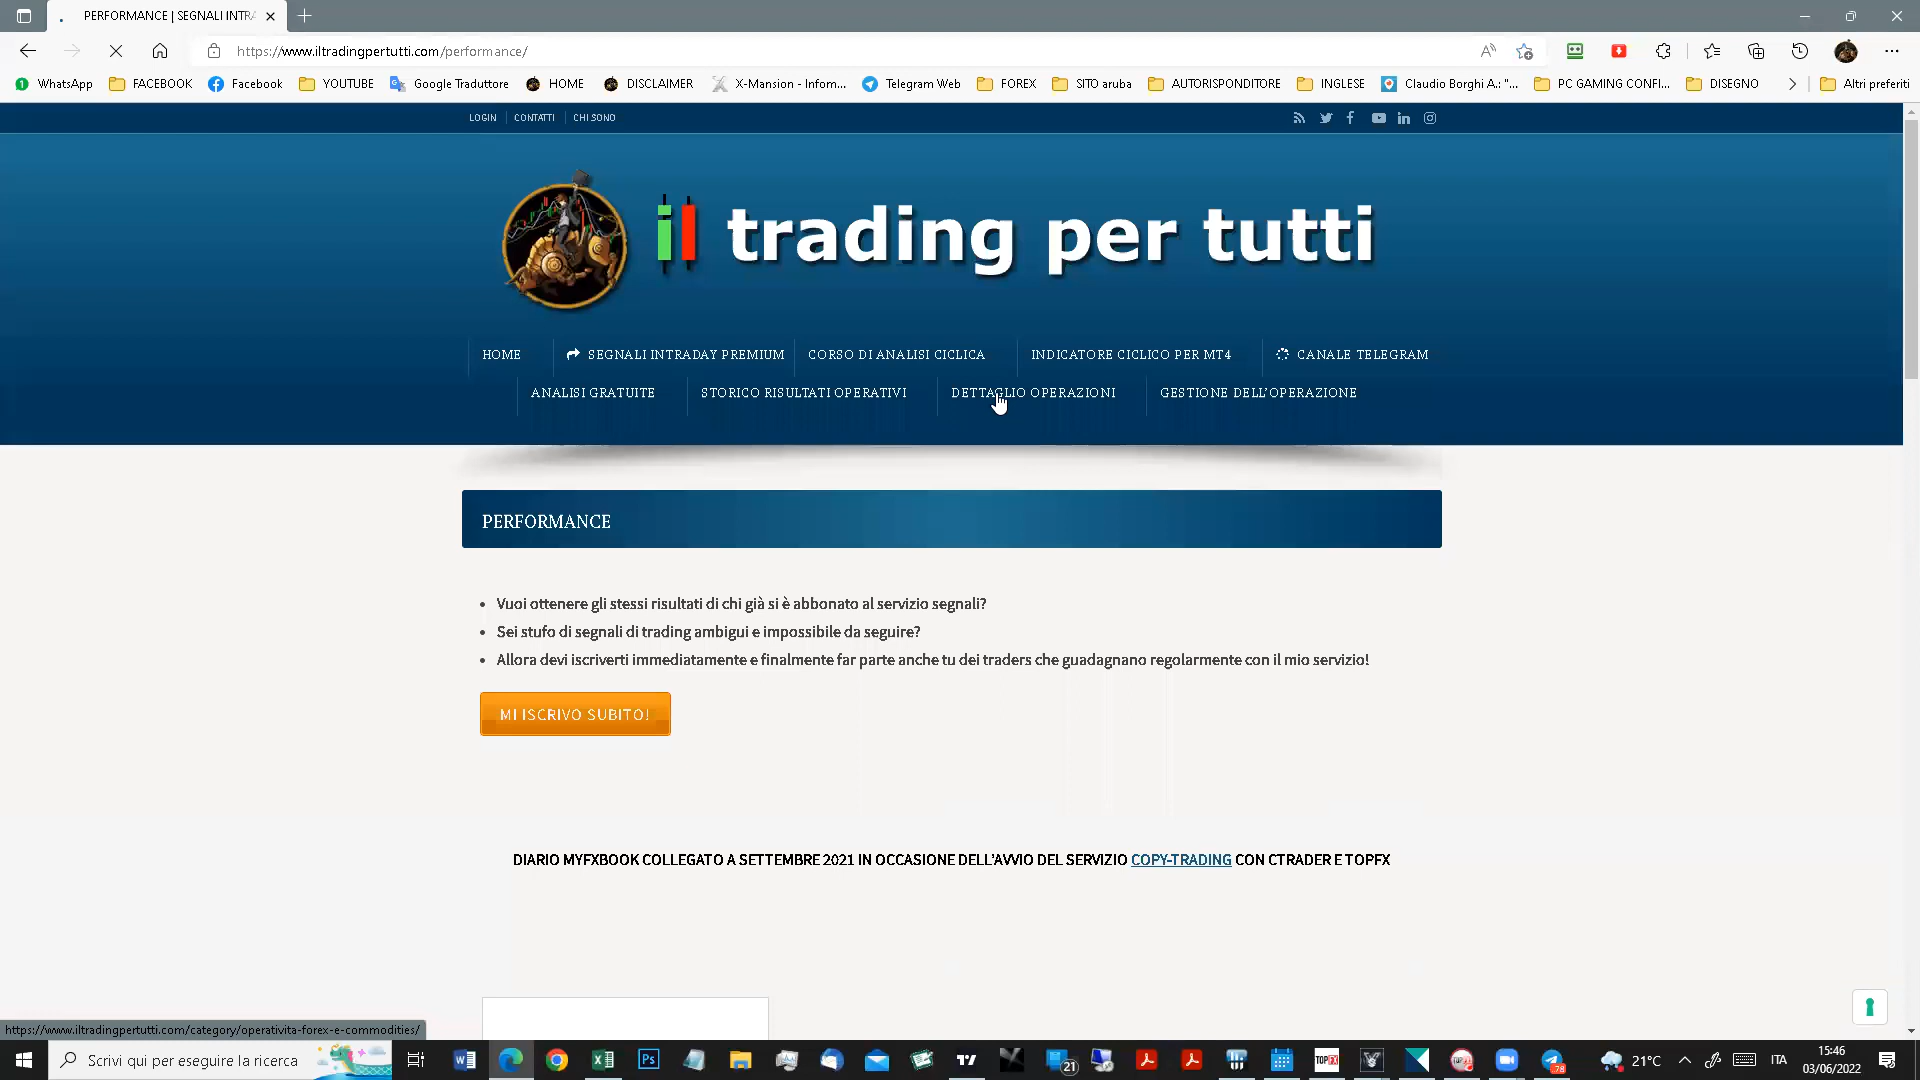 PERFORMANCE | SEGNALI INTRA
https://www.iltradingpertutti.com/performance/
WhatsApp FACEBOOK Facebook YOUTUBE Google Traduttore HOME DISCLAIMER X-Mansion - Infom... Telegram Web FOREX SITO aruba AUTORISPONDITORE INGLESE Claudio Borghi A.: "... PC GAMING CONFI... DISEGNO Altri preferiti
LOGIN CONTATTI CHI SONO
il trading per tutti
HOME SEGNALI INTRADAY PREMIUM CORSO DI ANALISI CICLICA INDICATORE CICLICO PER MT4 CANALE TELEGRAM
ANALISI GRATUITE STORICO RISULTATI OPERATIVI DETTAGLIO OPERAZIONI GESTIONE DELL'OPERAZIONE
PERFORMANCE
• Vuoi ottenere gli stessi risultati di chi già si è abbonato al servizio segnali?
• Sei stufo di segnali di trading ambigui e impossibile da seguire?
• Allora devi iscriverti immediatamente e finalmente far parte anche tu dei traders che guadagnano regolarmente con il mio servizio!
MI ISCRIVO SUBITO!
DIARIO MYFXBOOK COLLEGATO A SETTEMBRE 2021 IN OCCASIONE DELL'AVVIO DEL SERVIZIO COPY-TRADING CON CTRADER E TOPFX
https://www.iltradingpertutti.com/category/operativita-forex-e-commodities/
Scrivi qui per eseguire la ricerca
21
TOPFX
78
21°C
ITA
15:46
03/06/2022